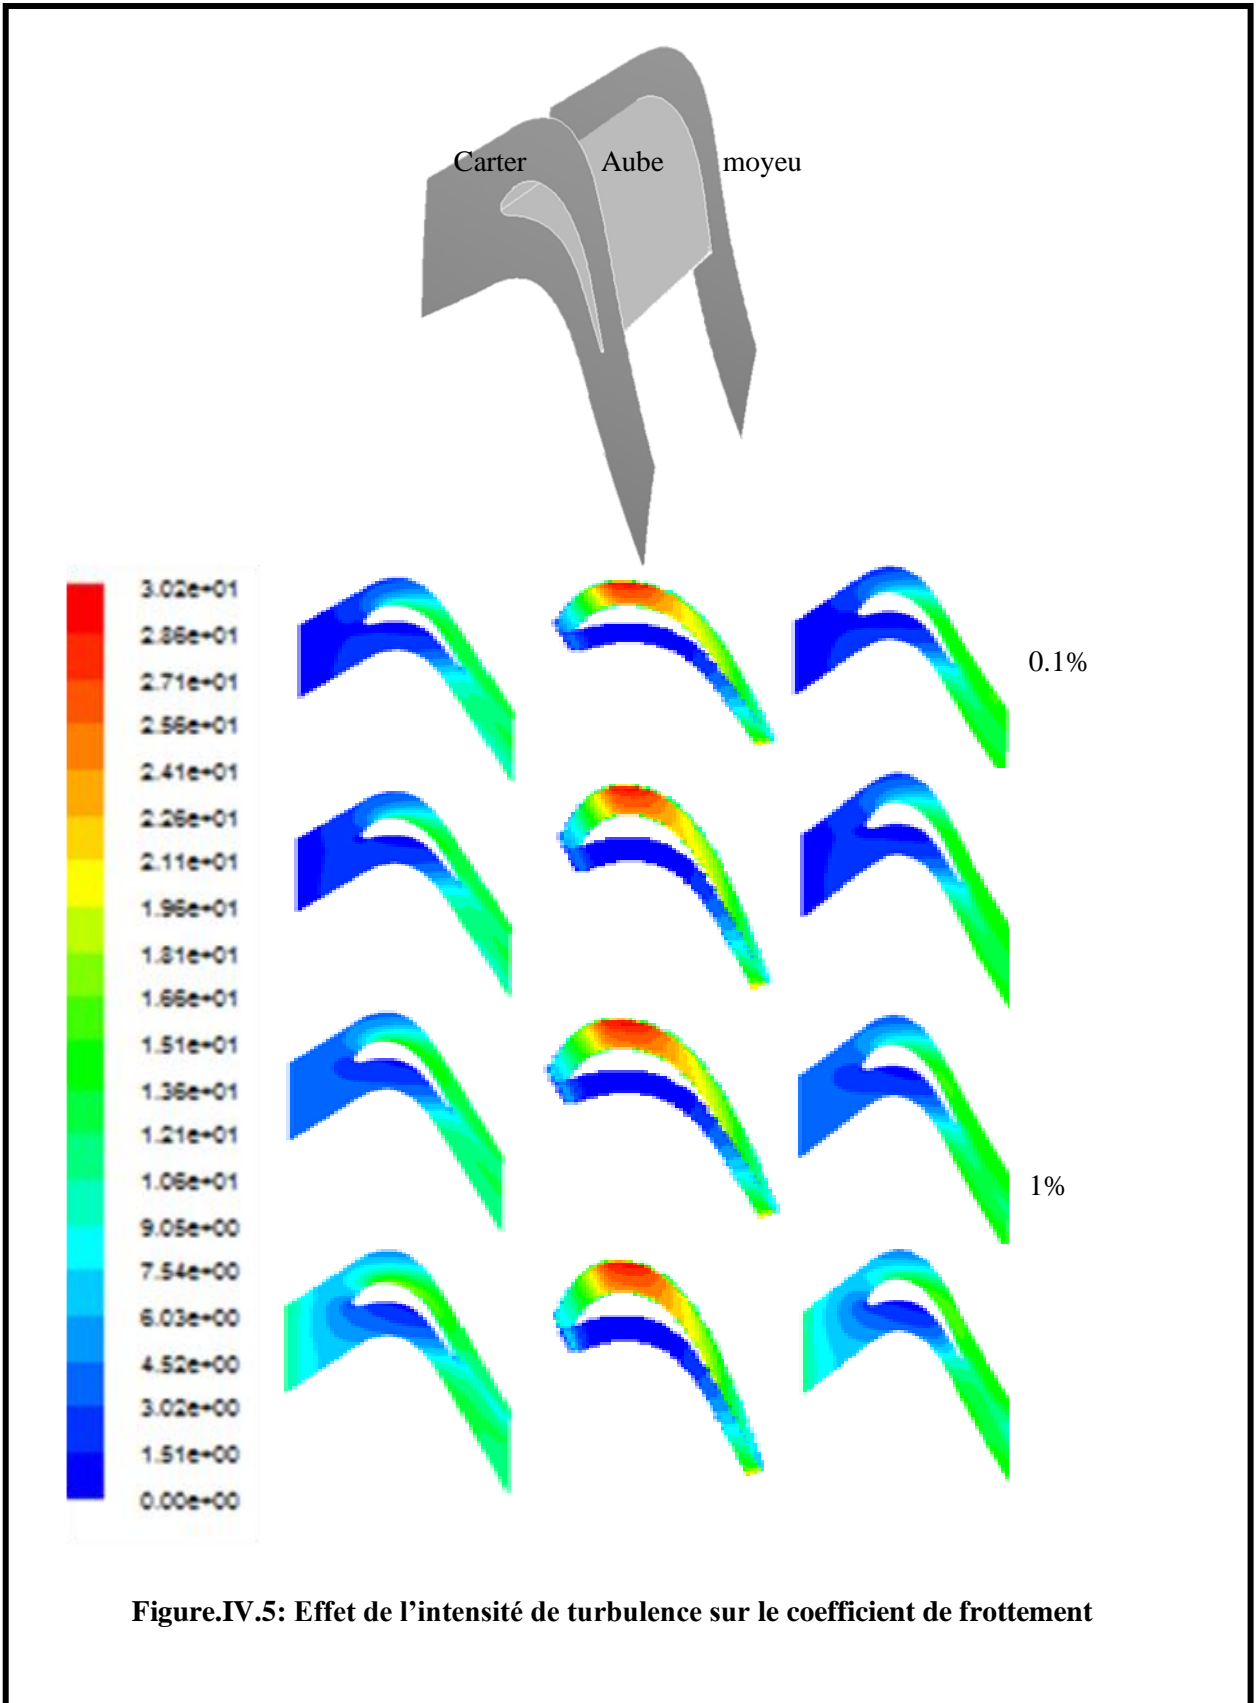 Carter Aube moyeu
3.02e+01
2.86e+01
2.71e+01
2.56e+01
2.41e+01
2.26e+01
2.11e+01
1.96e+01
1.81e+01
1.66e+01
1.51e+01
1.36e+01
1.21e+01
1.06e+01
9.05e+00
7.54e+00
6.03e+00
4.52e+00
3.02e+00
1.51e+00
0.00e+00
0.1%
1%
Figure.IV.5: Effet de l’intensité de turbulence sur le coefficient de frottement